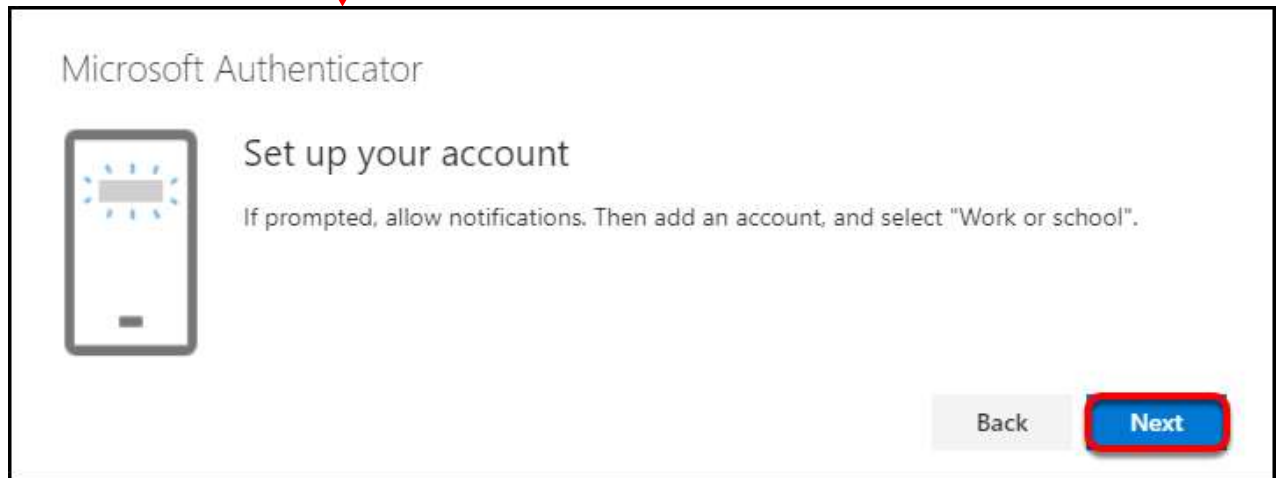 Microsoft Authenticator
Set up your account
If prompted, allow notifications. Then add an account, and select "Work or school".
Back
Next